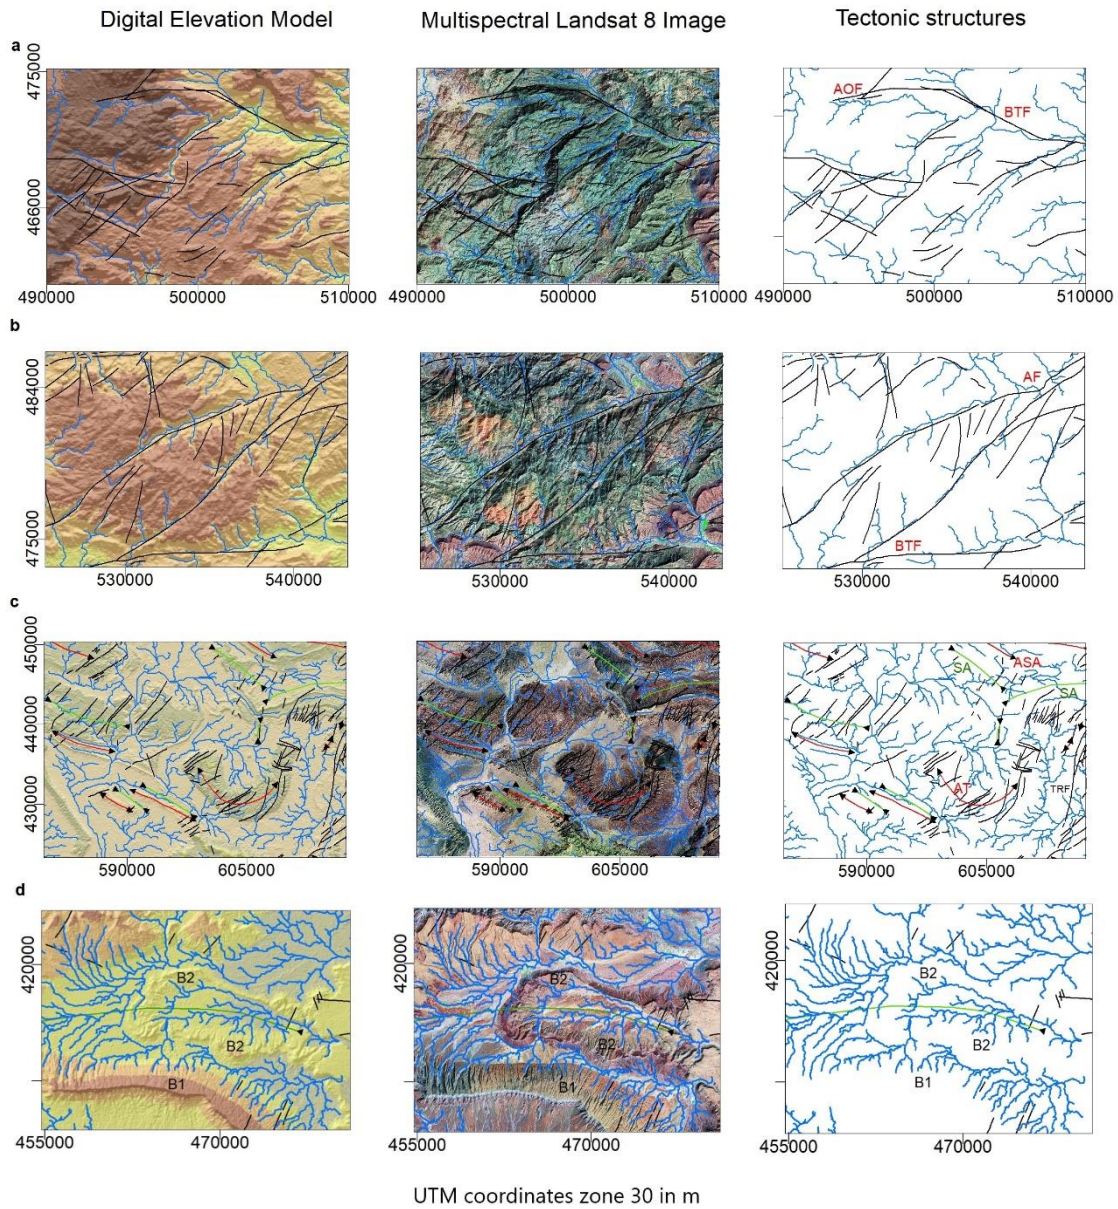 Digital Elevation Model Multispectral Landsat 8 Image Tectonic structures
a
475000
466000
AOF
BTF
490000 500000 510000 490000 500000 510000 490000 500000 510000
b
484000
475000
AF
BTF
530000 540000 530000 540000 530000 540000
c
450000
440000
430000
SA
ASA
SA
AT
TRF
590000 605000 590000 605000 590000 605000
d
420000 420000 420000
B2 B2 B2
B2 B2 B2
B1 B1 B1
455000 470000 455000 470000 455000 470000
UTM coordinates zone 30 in m